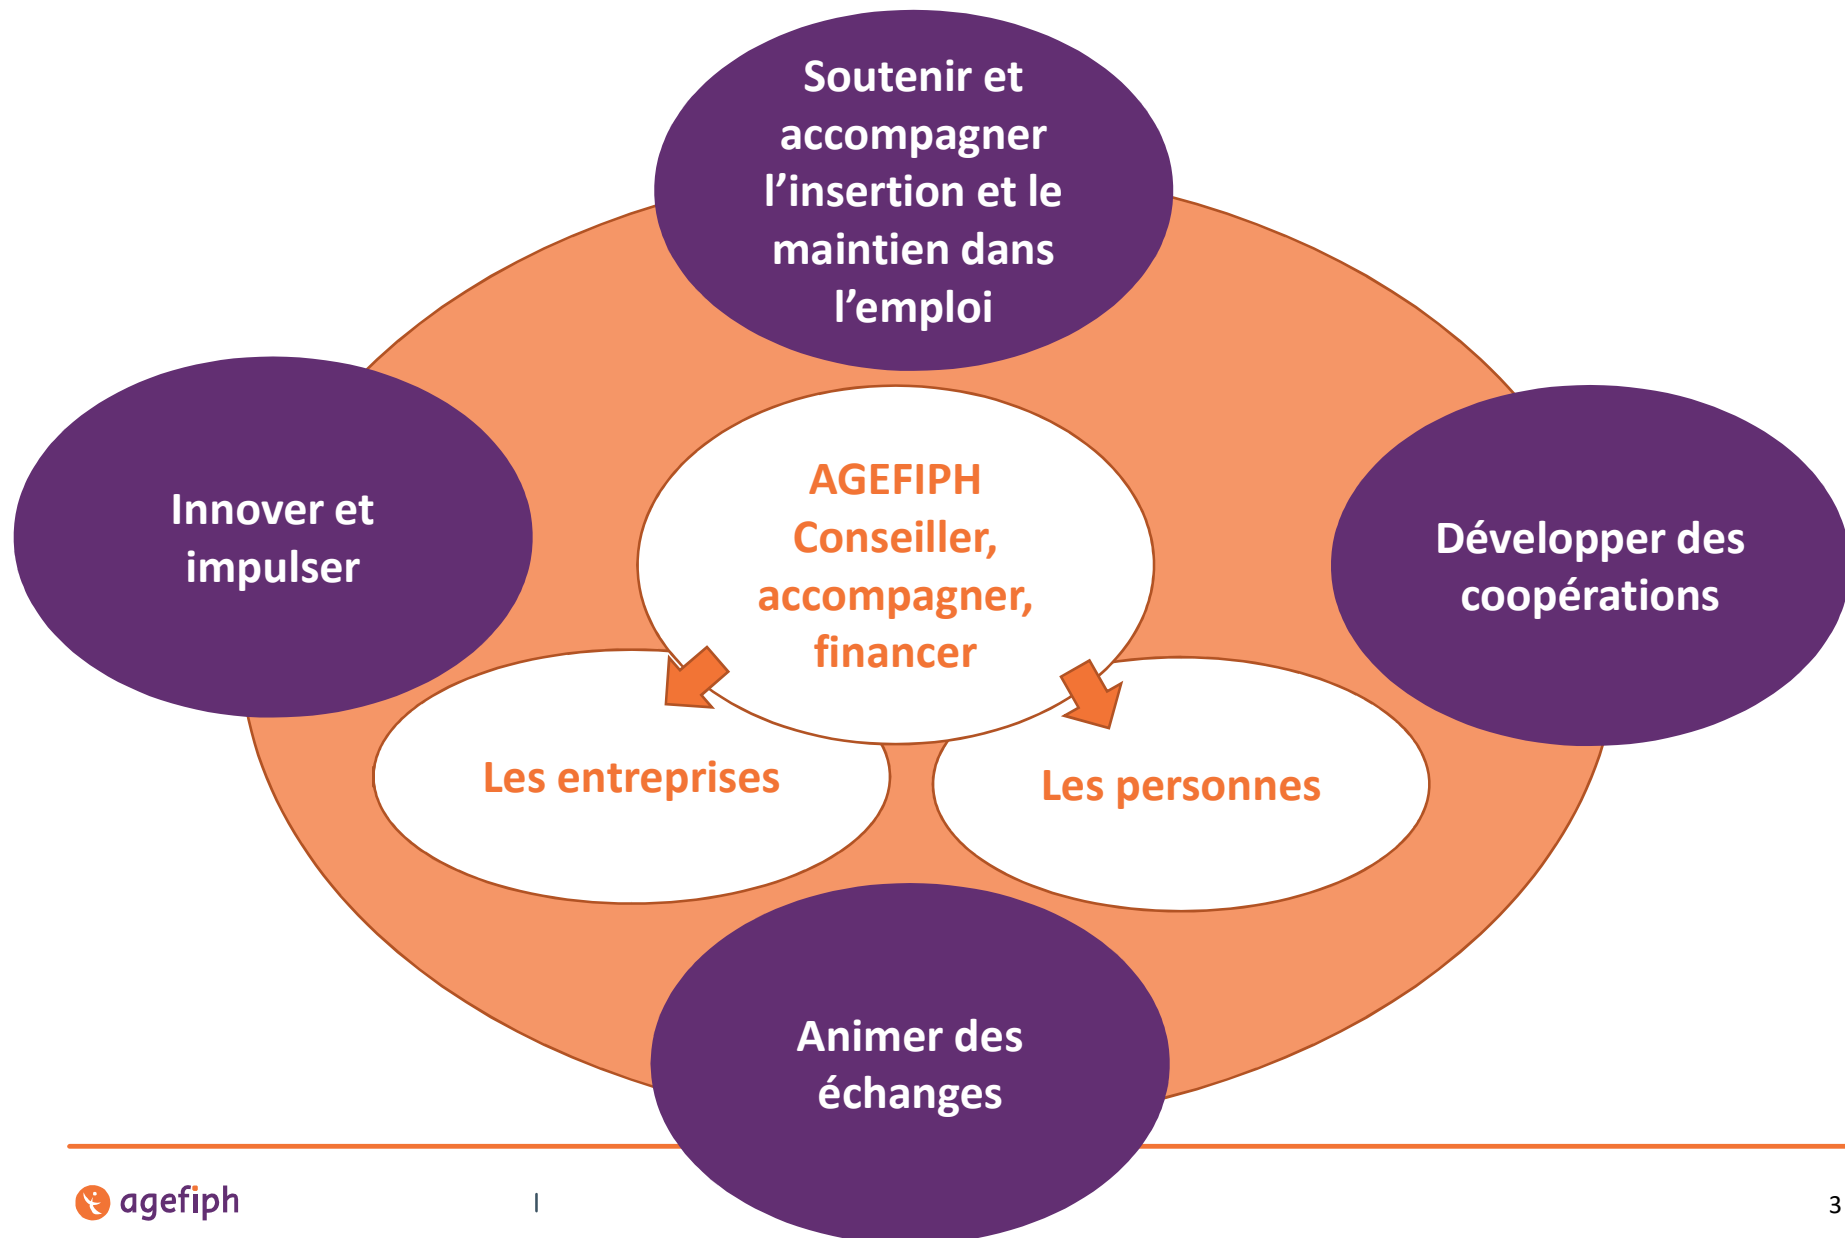 Soutenir et
accompagner
l’insertion et le
maintien dans
l’emploi
Innover et
impulser
AGEFIPH
Conseiller,
accompagner,
financer
Développer des
coopérations
Les entreprises
Les personnes
Animer des
échanges
agefiph
|
3